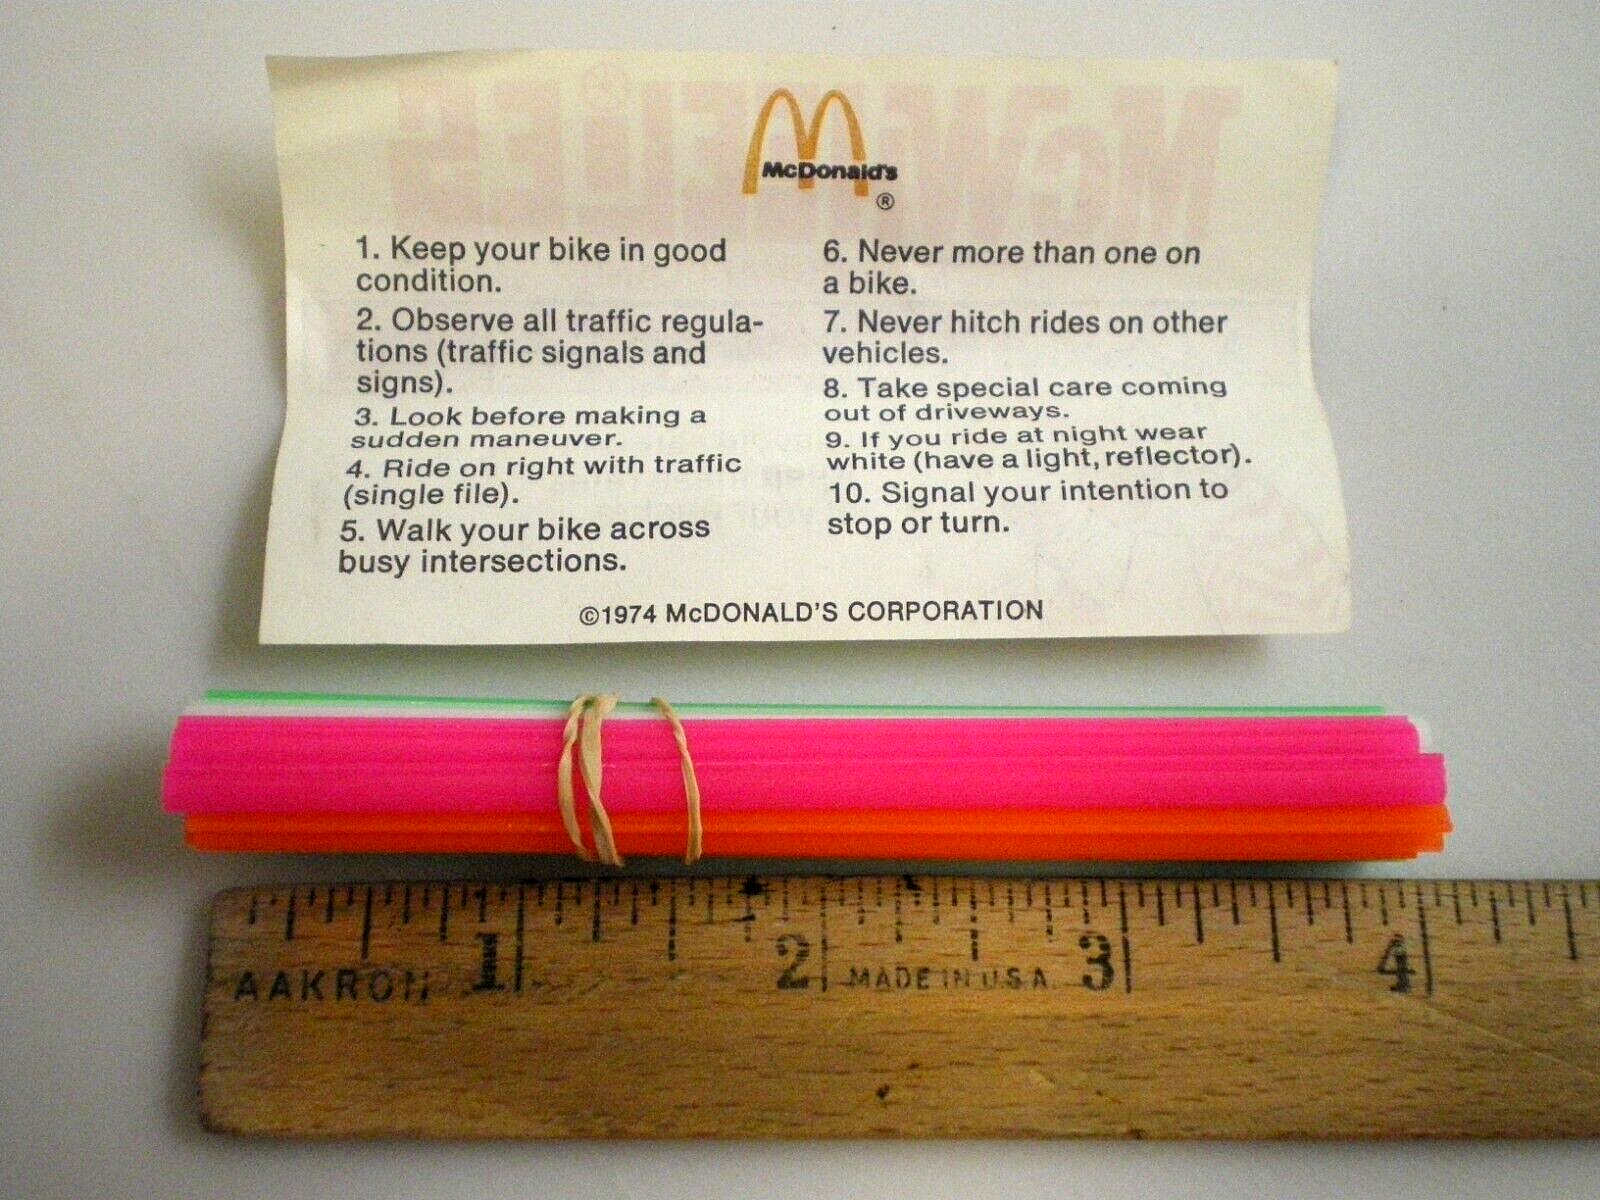 McDonald's
®
1. Keep your bike in good
condition.
2. Observe all traffic regula-
tions (traffic signals and
signs).
3. Look before making a
sudden maneuver.
4. Ride on right with traffic
(single file).
5. Walk your bike across
busy intersections.
6. Never more than one on
a bike.
7. Never hitch rides on other
vehicles.
8. Take special care coming
out of driveways.
9. If you ride at night wear
white (have a light, reflector).
10. Signal your intention to
stop or turn.
©1974 McDONALD'S CORPORATION
1 2 3 4
AAKRON MADE IN U.S.A.